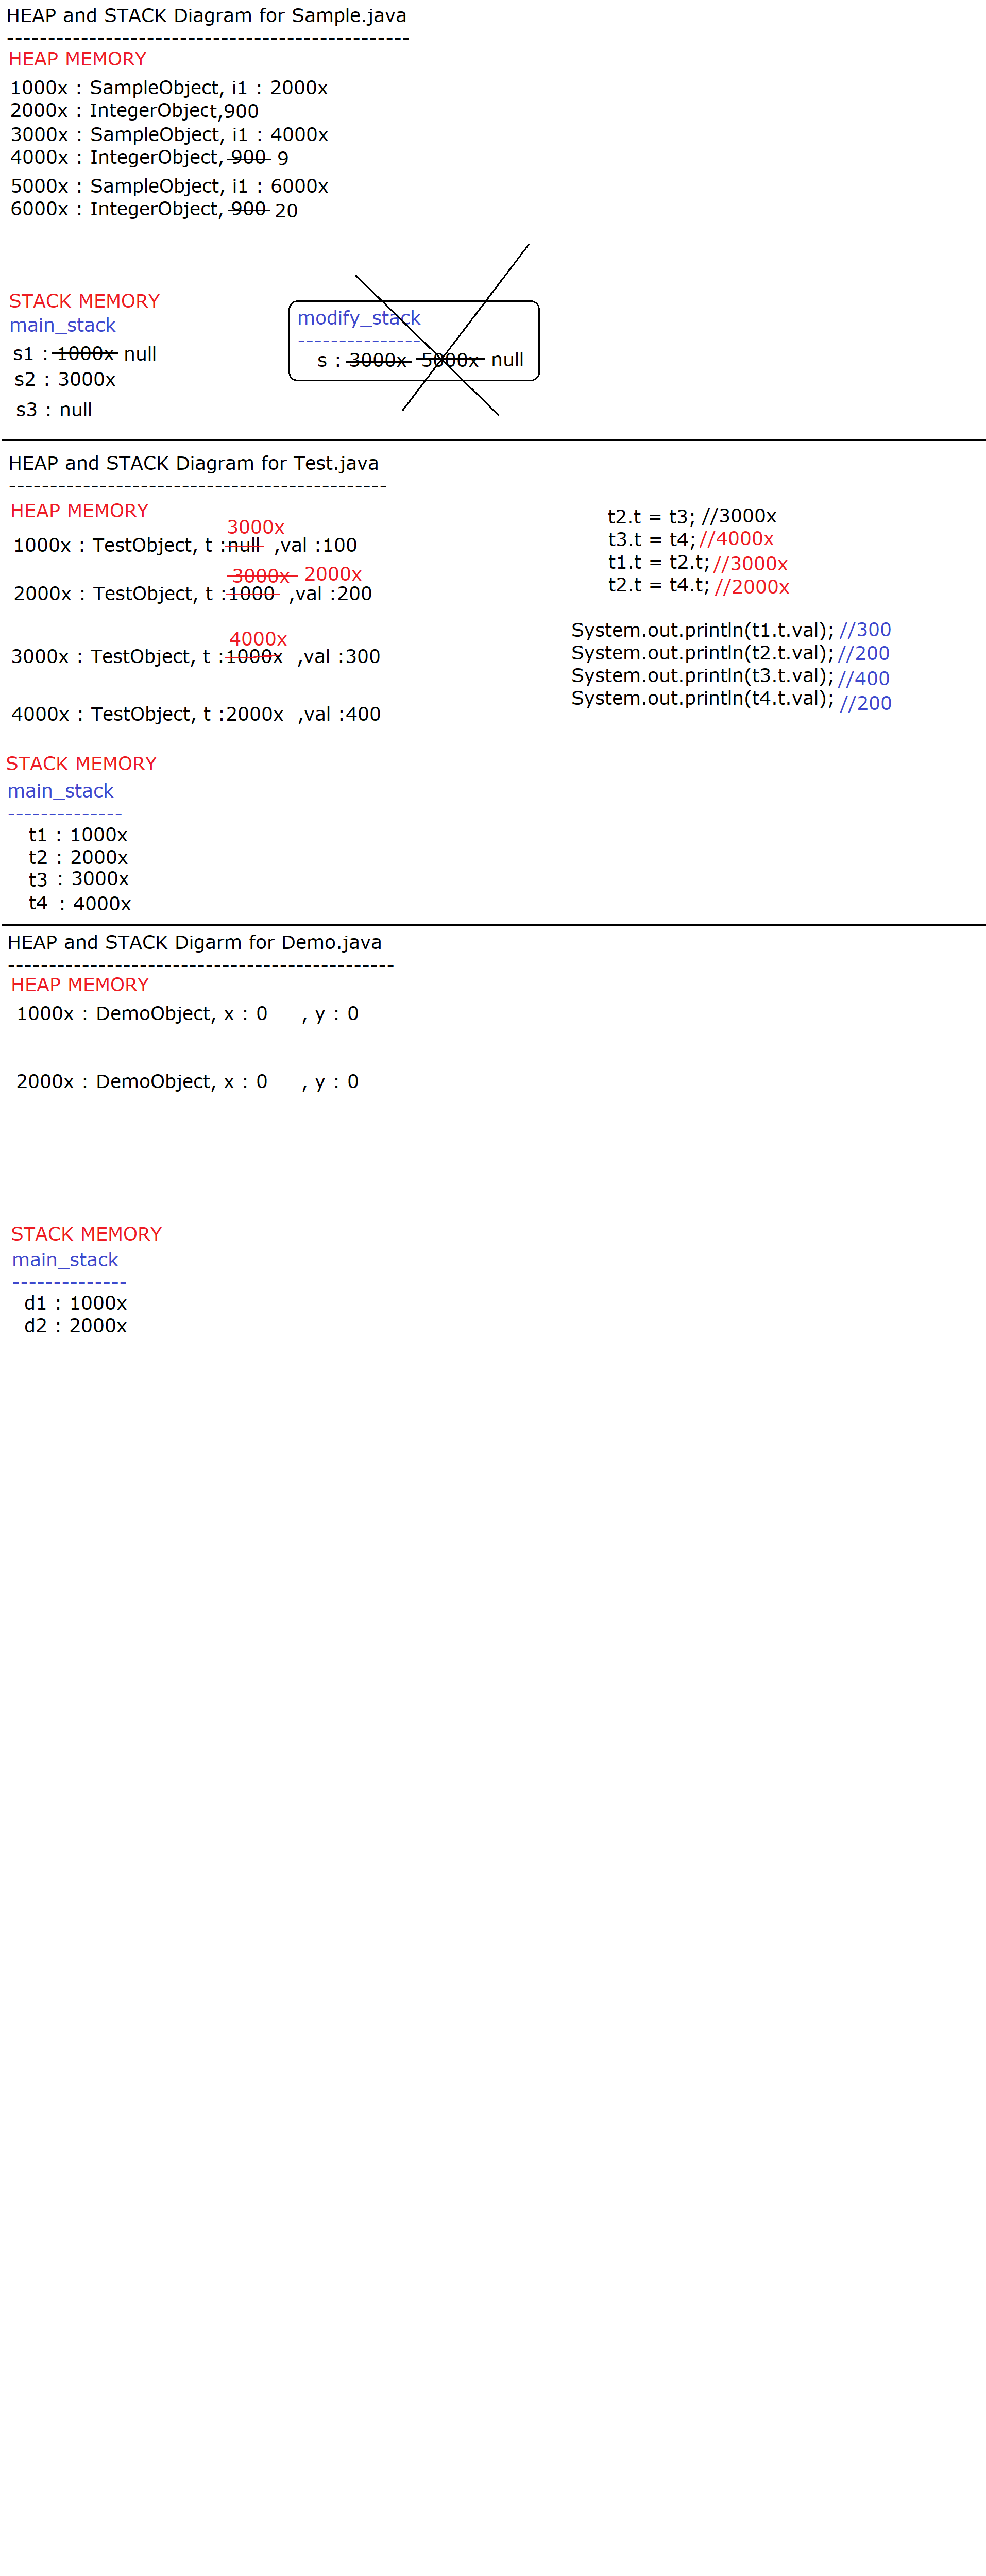 HEAP and STACK Diagram for Sample.java
-------------------------------------------------
HEAP MEMORY
1000x : SampleObject, i1 : 2000x
2000x : IntegerObject,900
3000x : SampleObject, i1 : 4000x
4000x : IntegerObject, 900 9
5000x : SampleObject, i1 : 6000x
6000x : IntegerObject, 900 20
STACK MEMORY
main_stack
s1 : 1000x null
s2 : 3000x
s3 : null
modify_stack
---------------
s : 3000x 5000x null
HEAP and STACK Diagram for Test.java
----------------------------------------------
HEAP MEMORY
3000x
1000x : TestObject, t :null ,val :100
3000x 2000x
2000x : TestObject, t :1000 ,val :200
4000x
3000x : TestObject, t :1000x ,val :300
4000x : TestObject, t :2000x ,val :400
t2.t = t3; //3000x
t3.t = t4; //4000x
t1.t = t2.t; //3000x
t2.t = t4.t; //2000x
System.out.println(t1.t.val); //300
System.out.println(t2.t.val); //200
System.out.println(t3.t.val); //400
System.out.println(t4.t.val); //200
STACK MEMORY
main_stack
--------------
t1 : 1000x
t2 : 2000x
t3 : 3000x
t4 : 4000x
HEAP and STACK Digarm for Demo.java
-----------------------------------------------
HEAP MEMORY
1000x : DemoObject, x : 0 , y : 0
2000x : DemoObject, x : 0 , y : 0
STACK MEMORY
main_stack
--------------
d1 : 1000x
d2 : 2000x